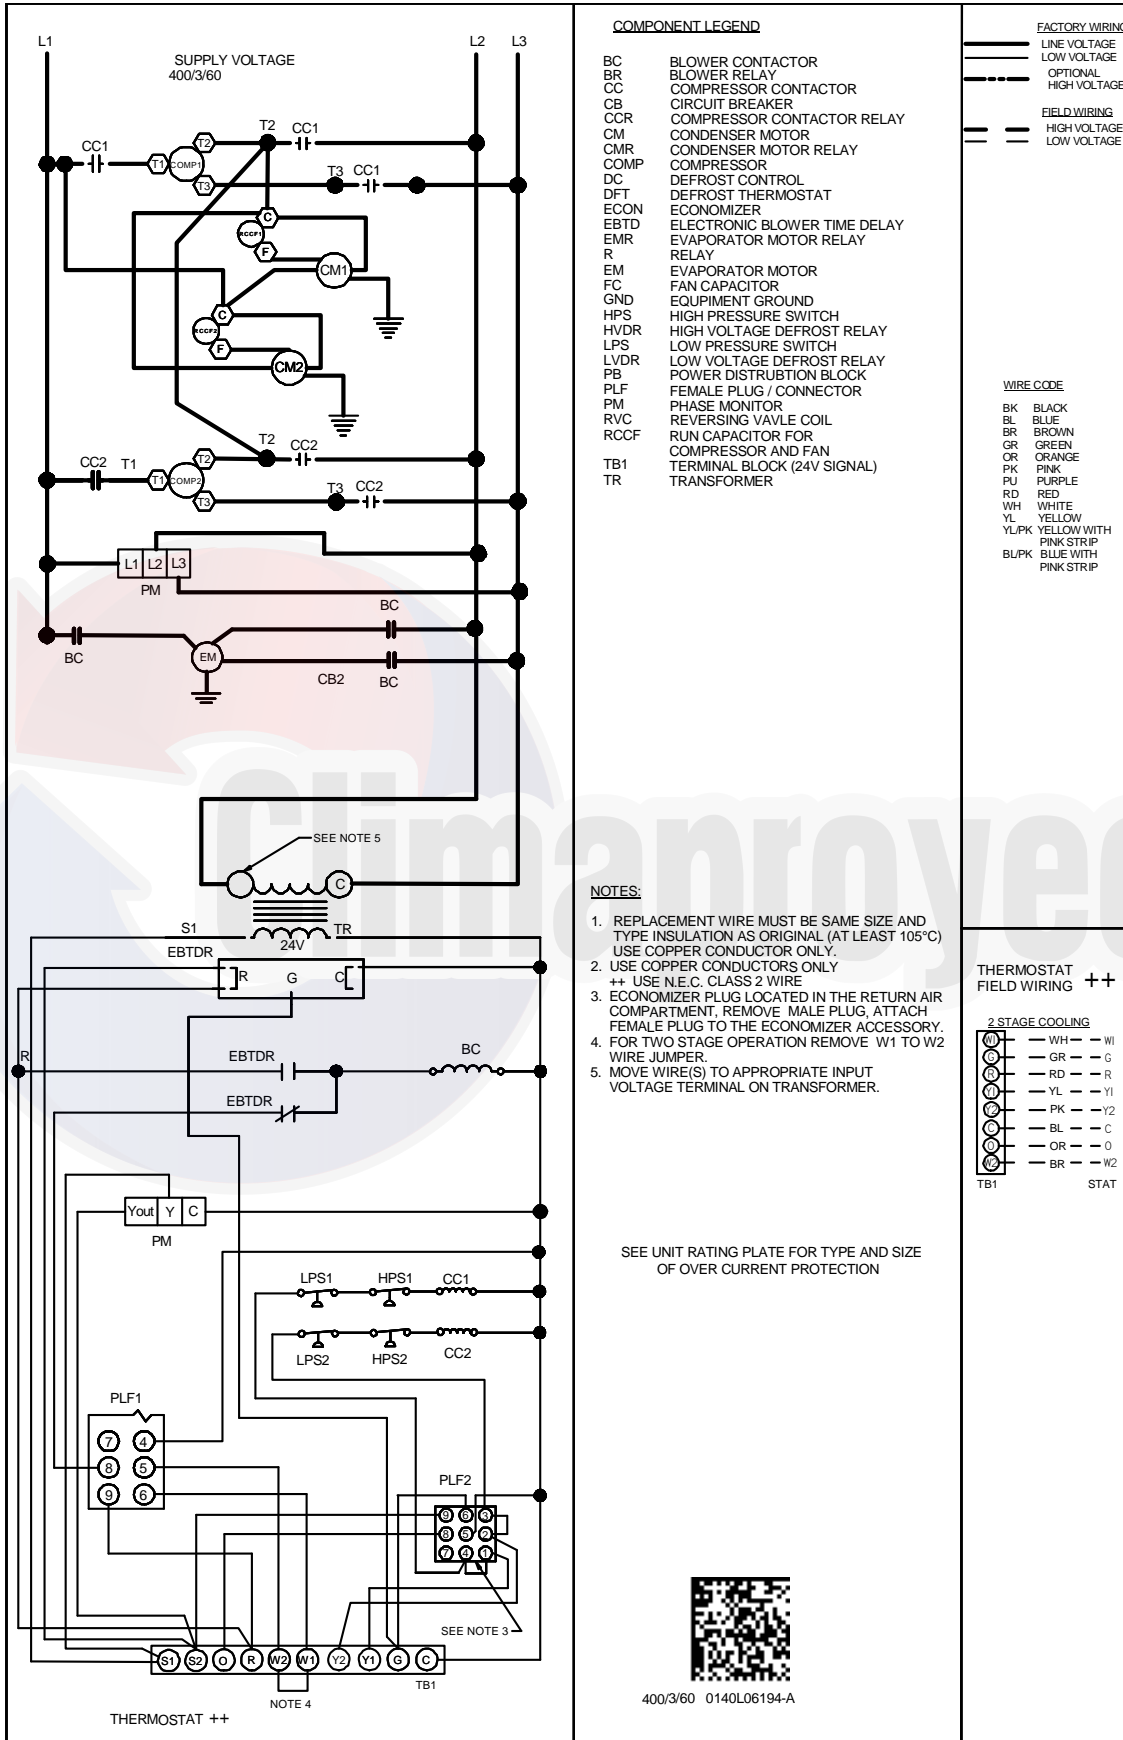 L1
L2
L3
SUPPLY VOLTAGE
400/3/60
T2
CC1
CC1
T2
T1
COMP1
T3
T3
CC1
C
RCCF1
F
CM1
C
RCCF2
F
CM2
T2
CC2
CC2
T1
T2
T1
COMP2
T3
T3
CC2
L1 L2 L3
PM
BC
BC
EM
CB2
BC
SEE NOTE 5
C
S1
TR
24V
EBTDR
R
G
C
R
EBTDR
BC
EBTDR
Yout Y C
PM
LPS1
HPS1
CC1
LPS2
HPS2
CC2
PLF1
7 4
8 5
9 6
PLF2
9 6 3
8 5 2
7 4 1
SEE NOTE 3
S1 S2 O R W2 W1 Y2 Y1 G C
TB1
NOTE 4
THERMOSTAT ++
COMPONENT LEGEND
BC BLOWER CONTACTOR
BR BLOWER RELAY
CC COMPRESSOR CONTACTOR
CB CIRCUIT BREAKER
CCR COMPRESSOR CONTACTOR RELAY
CM CONDENSER MOTOR
CMR CONDENSER MOTOR RELAY
COMP COMPRESSOR
DC DEFROST CONTROL
DFT DEFROST THERMOSTAT
ECON ECONOMIZER
EBTD ELECTRONIC BLOWER TIME DELAY
EMR EVAPORATOR MOTOR RELAY
R RELAY
EM EVAPORATOR MOTOR
FC FAN CAPACITOR
GND EQUPIMENT GROUND
HPS HIGH PRESSURE SWITCH
HVDR HIGH VOLTAGE DEFROST RELAY
LPS LOW PRESSURE SWITCH
LVDR LOW VOLTAGE DEFROST RELAY
PB POWER DISTRUBTION BLOCK
PLF FEMALE PLUG / CONNECTOR
PM PHASE MONITOR
RVC REVERSING VAVLE COIL
RCCF RUN CAPACITOR FOR
COMPRESSOR AND FAN
TB1 TERMINAL BLOCK (24V SIGNAL)
TR TRANSFORMER
Climaproyec
NOTES:
1. REPLACEMENT WIRE MUST BE SAME SIZE AND
TYPE INSULATION AS ORIGINAL (AT LEAST 105°C)
USE COPPER CONDUCTOR ONLY.
2. USE COPPER CONDUCTORS ONLY
++ USE N.E.C. CLASS 2 WIRE
3. ECONOMIZER PLUG LOCATED IN THE RETURN AIR
COMPARTMENT, REMOVE MALE PLUG, ATTACH
FEMALE PLUG TO THE ECONOMIZER ACCESSORY.
4. FOR TWO STAGE OPERATION REMOVE W1 TO W2
WIRE JUMPER.
5. MOVE WIRE(S) TO APPROPRIATE INPUT
VOLTAGE TERMINAL ON TRANSFORMER.
SEE UNIT RATING PLATE FOR TYPE AND SIZE
OF OVER CURRENT PROTECTION
400/3/60 0140L06194-A
FACTORY WIRING
LINE VOLTAGE
LOW VOLTAGE
OPTIONAL
HIGH VOLTAGE
FIELD WIRING
HIGH VOLTAGE
LOW VOLTAGE
WIRE CODE
BK BLACK
BL BLUE
BR BROWN
GR GREEN
OR ORANGE
PK PINK
PU PURPLE
RD RED
WH WHITE
YL YELLOW
YL/PK YELLOW WITH
PINK STRIP
BL/PK BLUE WITH
PINK STRIP
THERMOSTAT
FIELD WIRING ++
2 STAGE COOLING
W1 WH W1
G GR G
R RD R
Y1 YL Y1
Y2 PK Y2
C BL C
O OR O
W2 BR W2
TB1 STAT